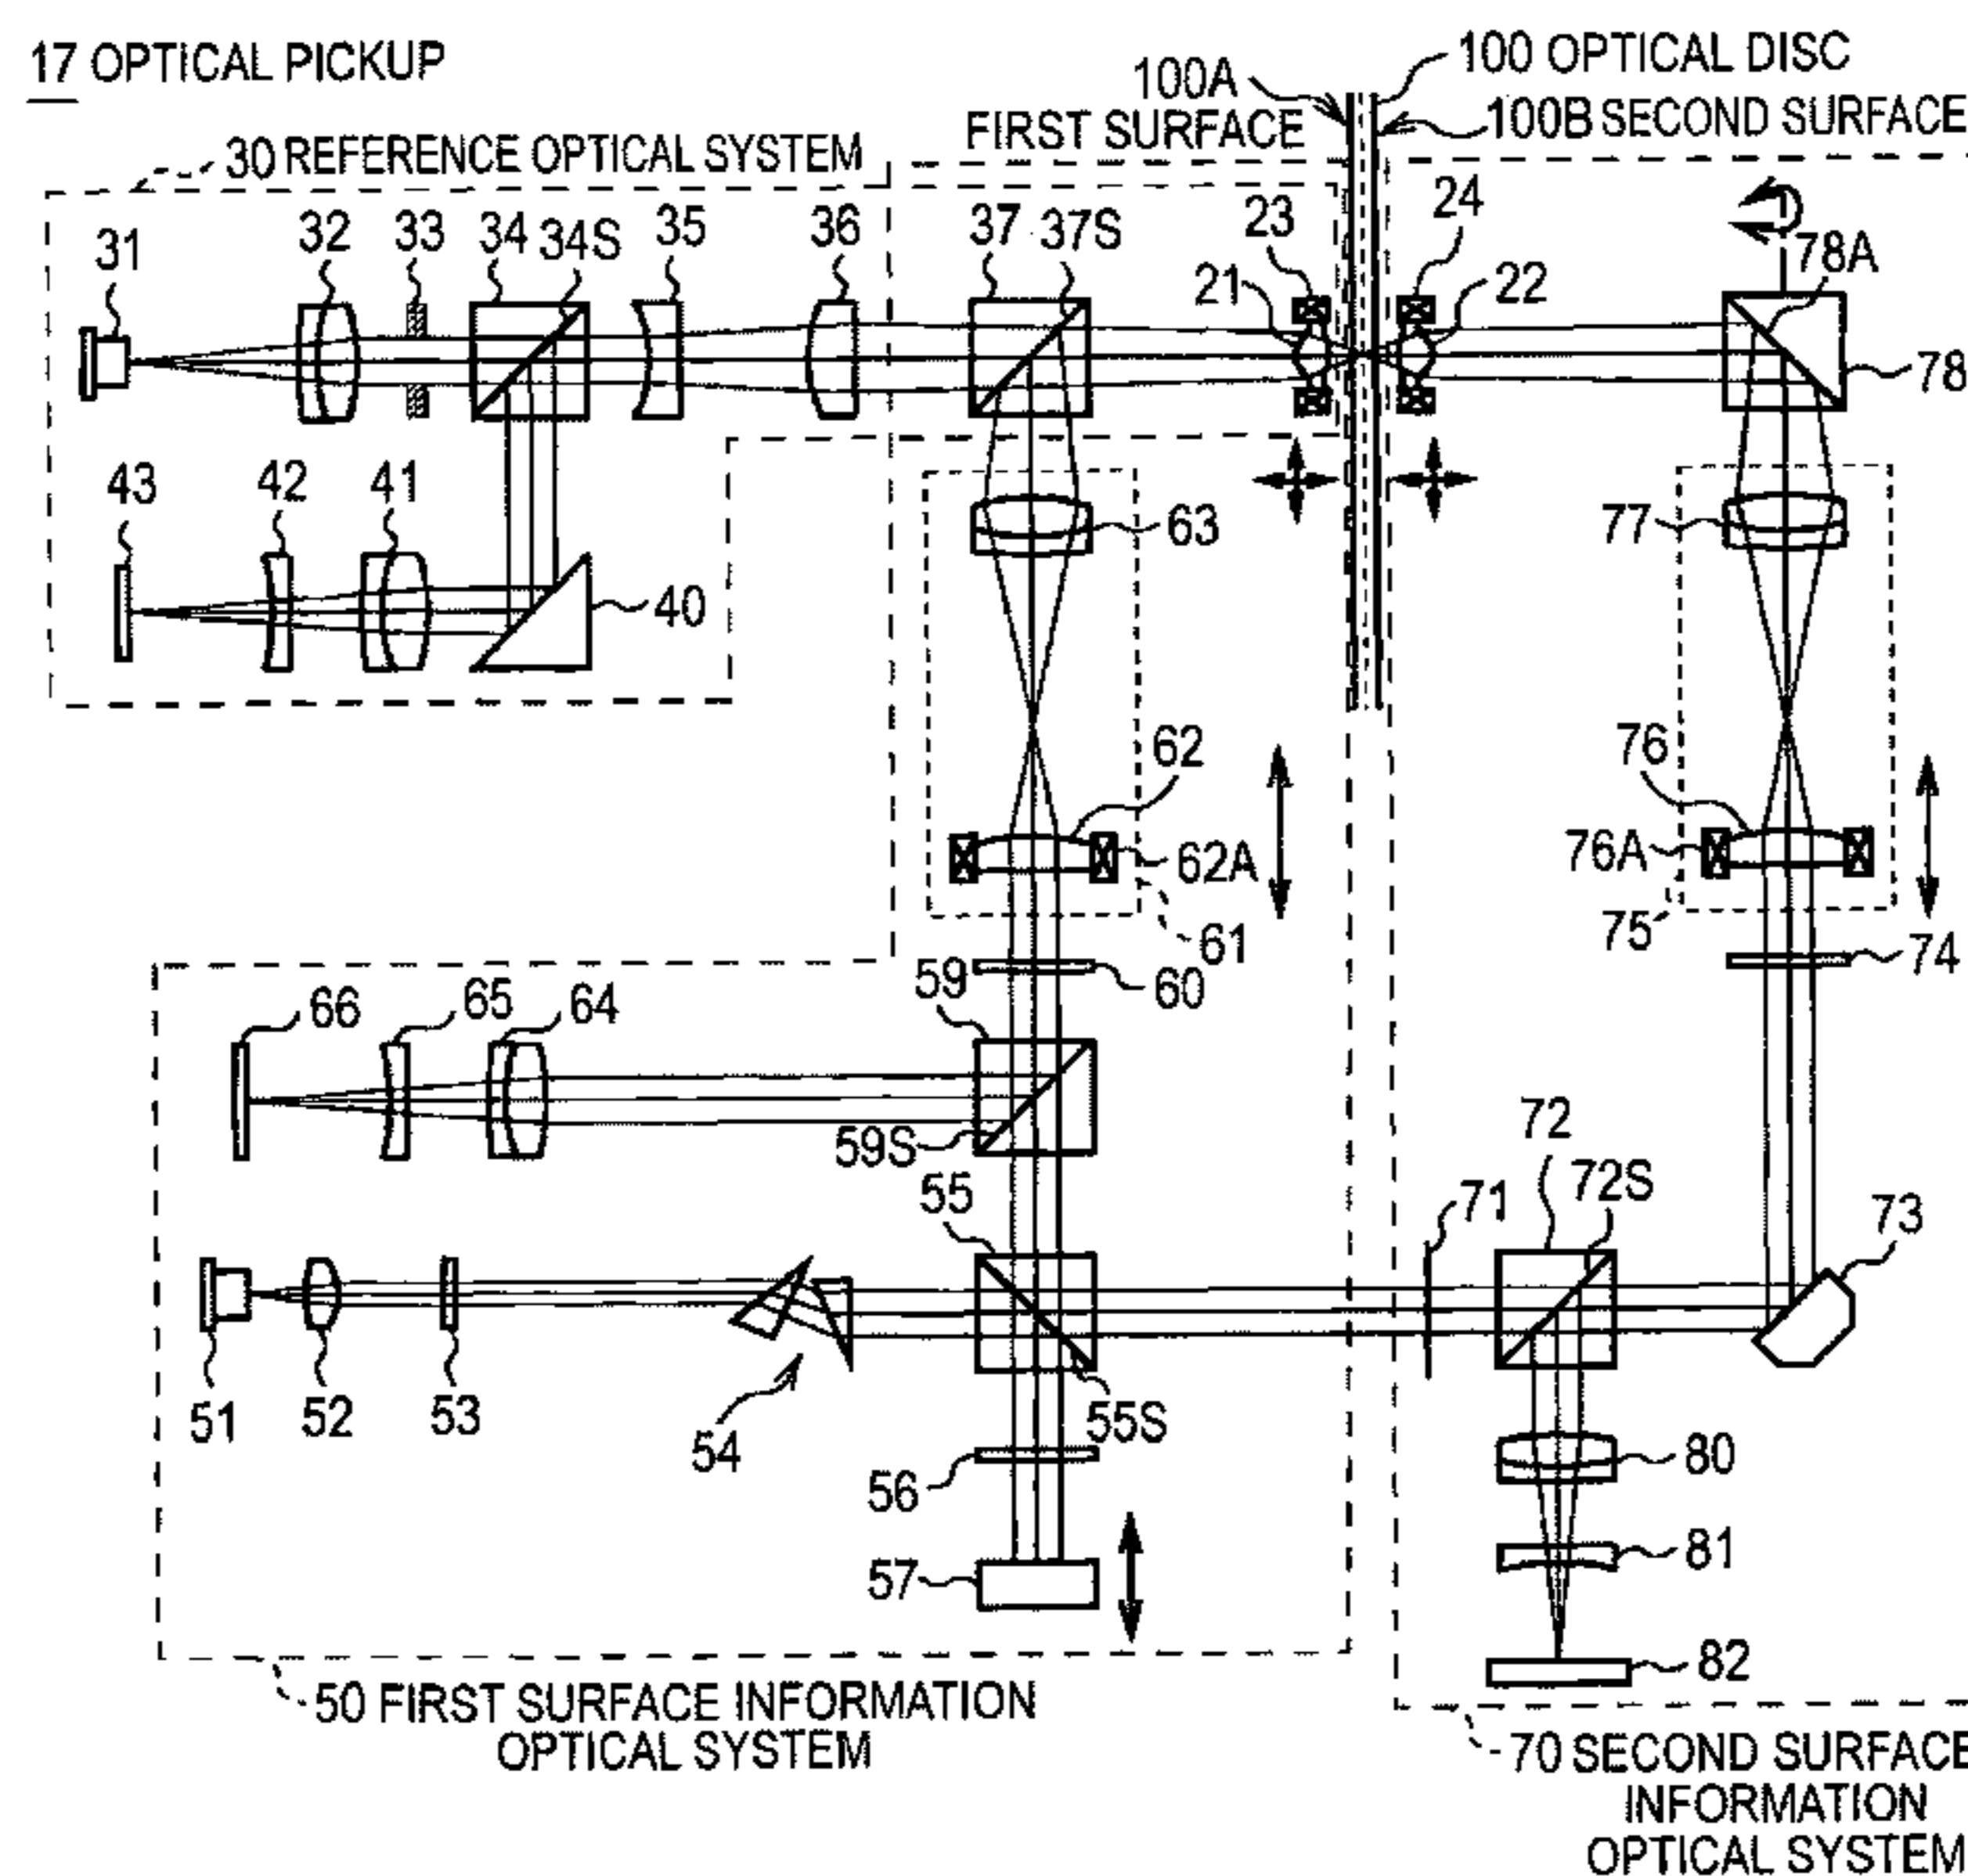 17 OPTICAL PICKUP
100 OPTICAL DISC
100A
FIRST SURFACE
100B SECOND SURFACE
30 REFERENCE OPTICAL SYSTEM
31
32
33
34
34S
35
36
37
37S
23
24
21
22
78A
78
43
42
41
40
63
77
62
62A
61
76
76A
75
60
74
59
66
65
64
59S
55
72
72S
71
73
51
52
53
54
55S
56
57
80
81
82
50 FIRST SURFACE INFORMATION
OPTICAL SYSTEM
70 SECOND SURFACE
INFORMATION
OPTICAL SYSTEM